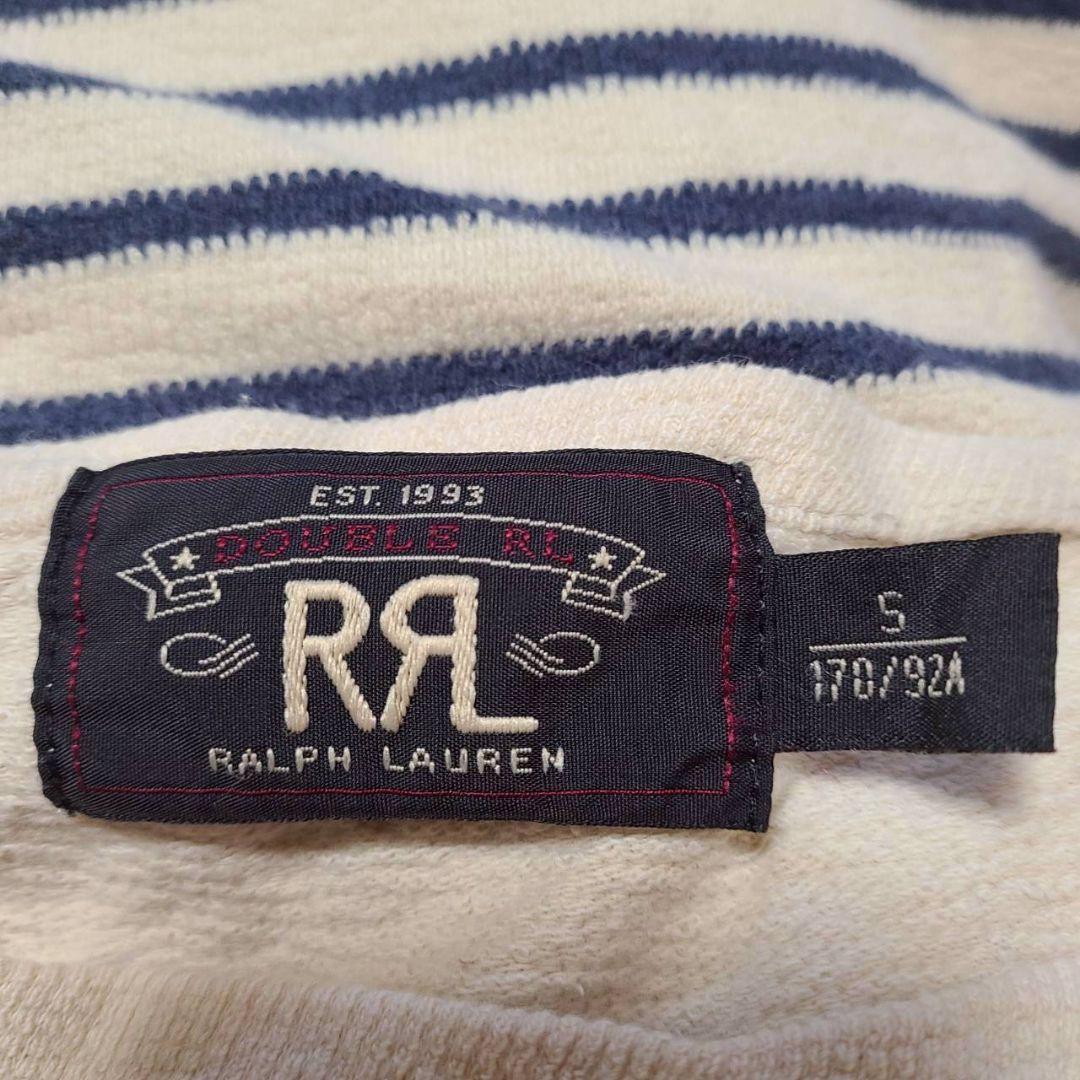 EST. 1993
DOUBLE RL
RRL
RALPH LAUREN
S
170/92A